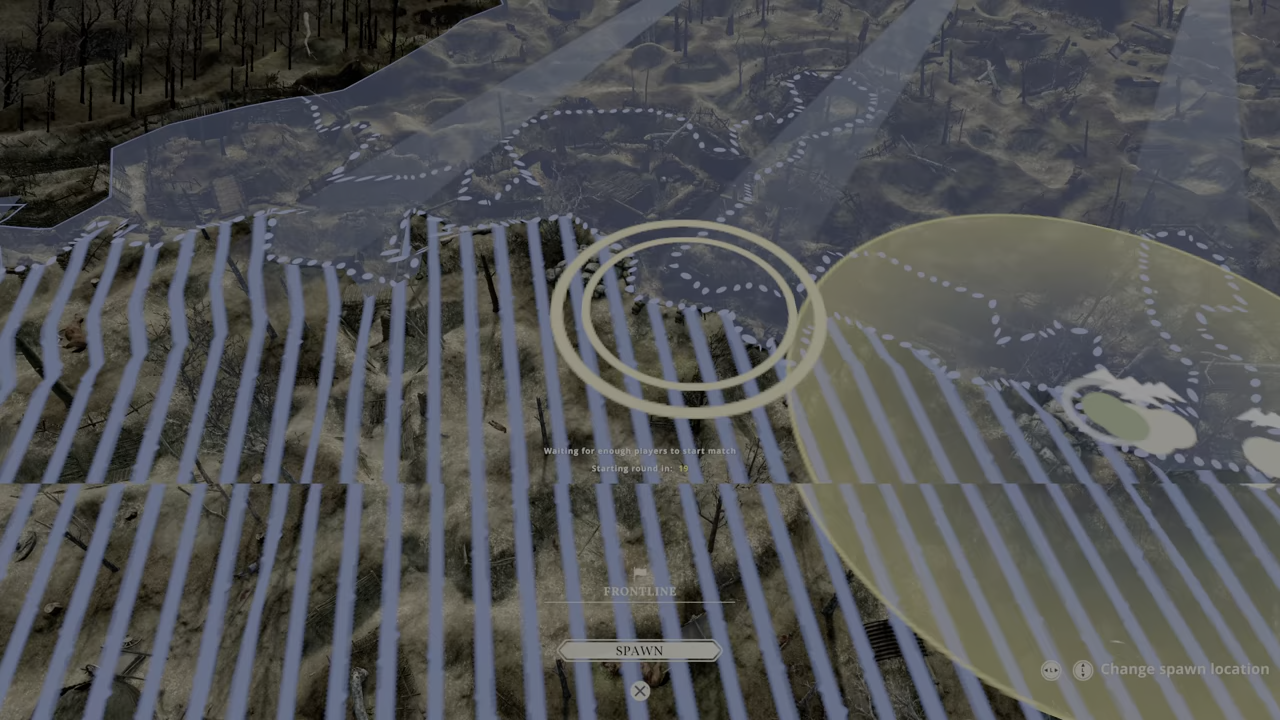 Waiting for enough players to start match
Starting round in: 19
FRONTLINE
SPAWN
Change spawn location